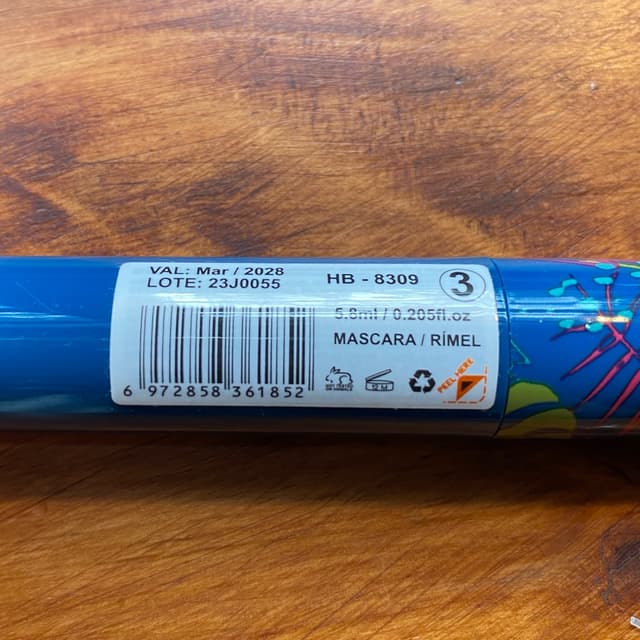 VAL: Mar / 2028
LOTE: 23J0055
HB - 8309
3
5.8ml / 0.205fl.oz
MASCARA / RÍMEL
6 972858 361852
PEEL HERE